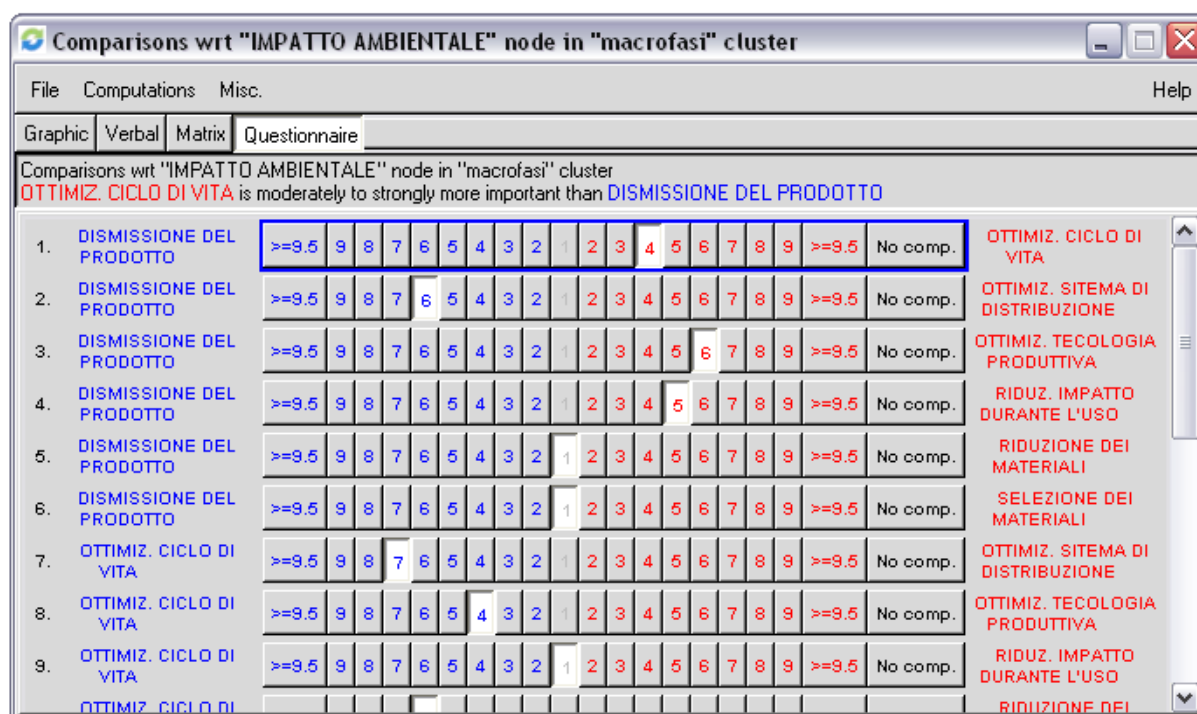 Comparisons wrt "IMPATTO AMBIENTALE" node in "macrofasi" cluster
File Computations Misc. Help
Graphic Verbal Matrix Questionnaire
Comparisons wrt "IMPATTO AMBIENTALE" node in "macrofasi" cluster
OTTIMIZ. CICLO DI VITA is moderately to strongly more important than DISMISSIONE DEL PRODOTTO
1. DISMISSIONE DEL PRODOTTO >=9.5 9 8 7 6 5 4 3 2 1 2 3 4 5 6 7 8 9 >=9.5 No comp. OTTIMIZ. CICLO DI VITA
2. DISMISSIONE DEL PRODOTTO >=9.5 9 8 7 6 5 4 3 2 1 2 3 4 5 6 7 8 9 >=9.5 No comp. OTTIMIZ. SITEMA DI DISTRIBUZIONE
3. DISMISSIONE DEL PRODOTTO >=9.5 9 8 7 6 5 4 3 2 1 2 3 4 5 6 7 8 9 >=9.5 No comp. OTTIMIZ. TECOLOGIA PRODUTTIVA
4. DISMISSIONE DEL PRODOTTO >=9.5 9 8 7 6 5 4 3 2 1 2 3 4 5 6 7 8 9 >=9.5 No comp. RIDUZ. IMPATTO DURANTE L'USO
5. DISMISSIONE DEL PRODOTTO >=9.5 9 8 7 6 5 4 3 2 1 2 3 4 5 6 7 8 9 >=9.5 No comp. RIDUZIONE DEI MATERIALI
6. DISMISSIONE DEL PRODOTTO >=9.5 9 8 7 6 5 4 3 2 1 2 3 4 5 6 7 8 9 >=9.5 No comp. SELEZIONE DEI MATERIALI
7. OTTIMIZ. CICLO DI VITA >=9.5 9 8 7 6 5 4 3 2 1 2 3 4 5 6 7 8 9 >=9.5 No comp. OTTIMIZ. SITEMA DI DISTRIBUZIONE
8. OTTIMIZ. CICLO DI VITA >=9.5 9 8 7 6 5 4 3 2 1 2 3 4 5 6 7 8 9 >=9.5 No comp. OTTIMIZ. TECOLOGIA PRODUTTIVA
9. OTTIMIZ. CICLO DI VITA >=9.5 9 8 7 6 5 4 3 2 1 2 3 4 5 6 7 8 9 >=9.5 No comp. RIDUZ. IMPATTO DURANTE L'USO
OTTIMIZ. CICLO DI RIDUZIONE DEI